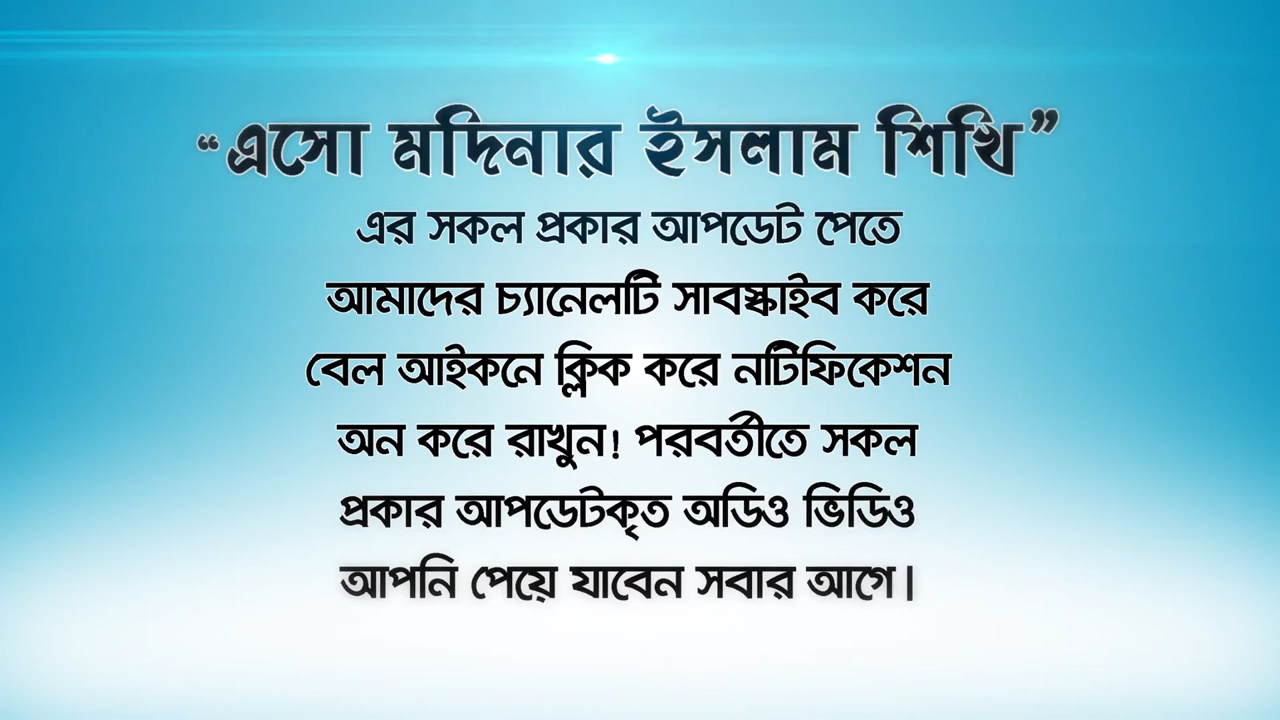 “এসো মদিনার ইসলাম শিখি”
এর সকল প্রকার আপডেট পেতে
আমাদের চ্যানেলটি সাবস্কাইব করে
বেল আইকনে ক্লিক করে নটিফিকেশন
অন করে রাখুন! পরবর্তীতে সকল
প্রকার আপডেটকৃত অডিও ভিডিও
আপনি পেয়ে যাবেন সবার আগে।